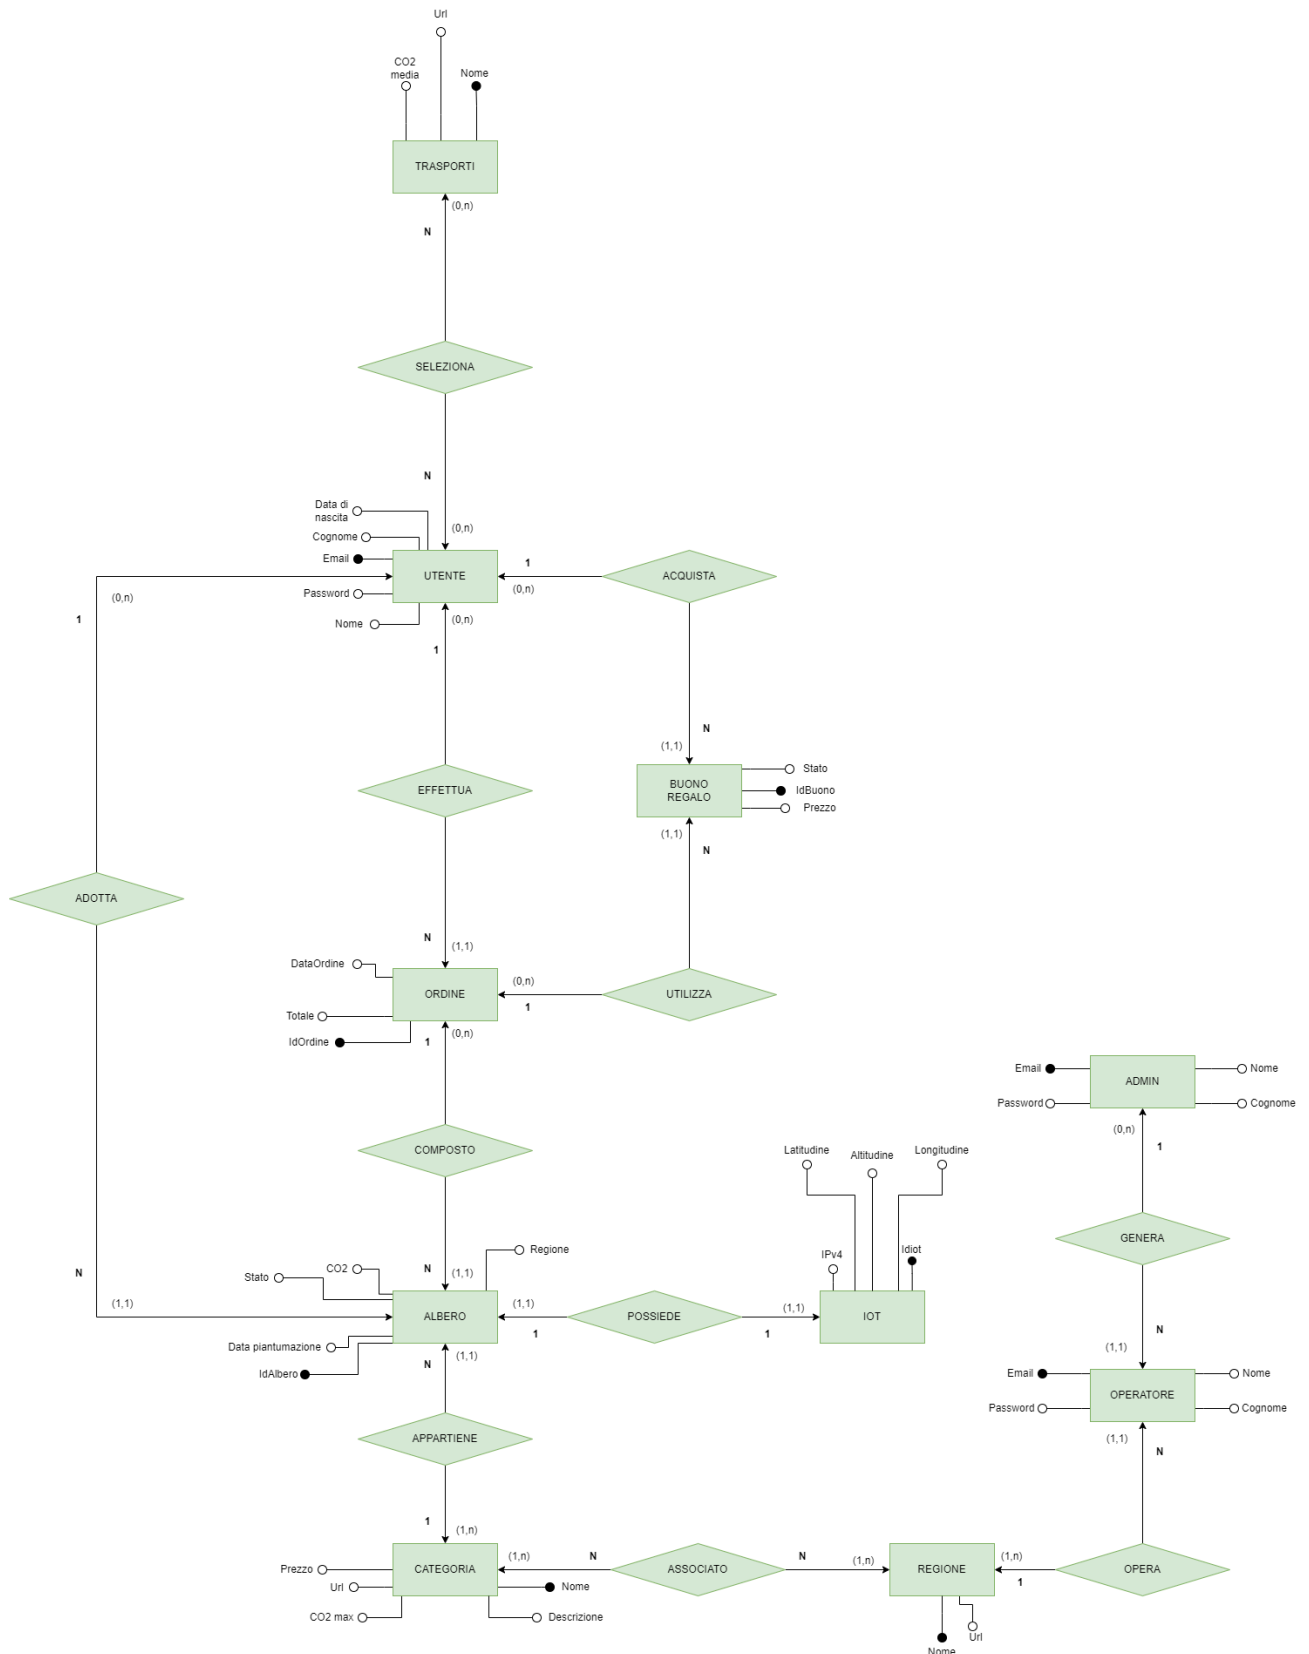 Url
CO2
media
Nome
TRASPORTI
(0,n)
N
SELEZIONA
N
Data di
nascita
(0,n)
Cognome
Email
UTENTE
1
ACQUISTA
Password
(0,n)
(0,n)
(0,n)
1
Nome
1
N
(1,1)
Stato
BUONO
REGALO
IdBuono
EFFETTUA
Prezzo
(1,1)
N
ADOTTA
N
(1,1)
DataOrdine
(0,n)
ORDINE
UTILIZZA
1
Totale
IdOrdine
1
(0,n)
Email
Nome
ADMIN
Password
Cognome
(0,n)
1
COMPOSTO
Latitudine
Altitudine
Longitudine
GENERA
Regione
IPv4
Idiot
CO2
Stato
N
N
(1,1)
(1,1)
(1,1)
(1,1)
ALBERO
POSSIEDE
IOT
1
1
N
(1,1)
Data piantumazione
(1,1)
N
IdAlbero
Email
Nome
OPERATORE
Password
Cognome
APPARTIENE
(1,1)
N
1
(1,n)
(1,n)
N
N
(1,n)
(1,n)
Prezzo
CATEGORIA
ASSOCIATO
REGIONE
OPERA
1
Url
Nome
CO2 max
Descrizione
Url
Nome